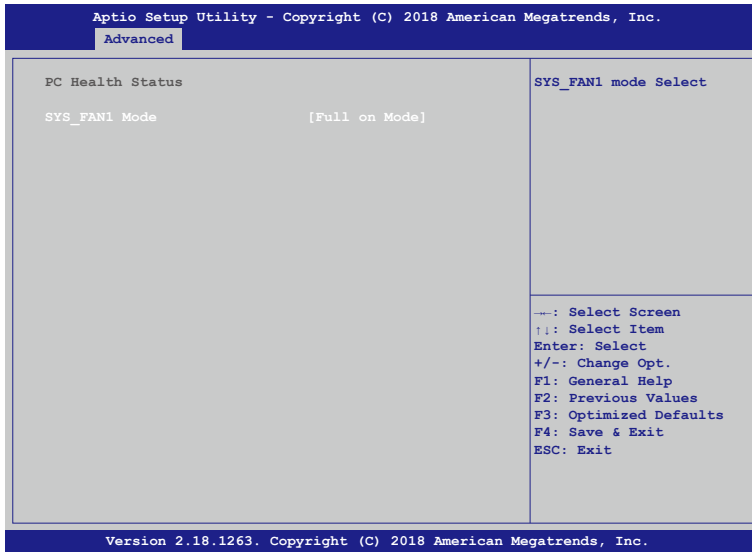 Aptio Setup Utility - Copyright (C) 2018 American Megatrends, Inc.
Advanced
PC Health Status
SYS_FAN1 Mode [Full on Mode]
SYS_FAN1 mode Select
→←: Select Screen
↑↓: Select Item
Enter: Select
+/-: Change Opt.
F1: General Help
F2: Previous Values
F3: Optimized Defaults
F4: Save & Exit
ESC: Exit
Version 2.18.1263. Copyright (C) 2018 American Megatrends, Inc.